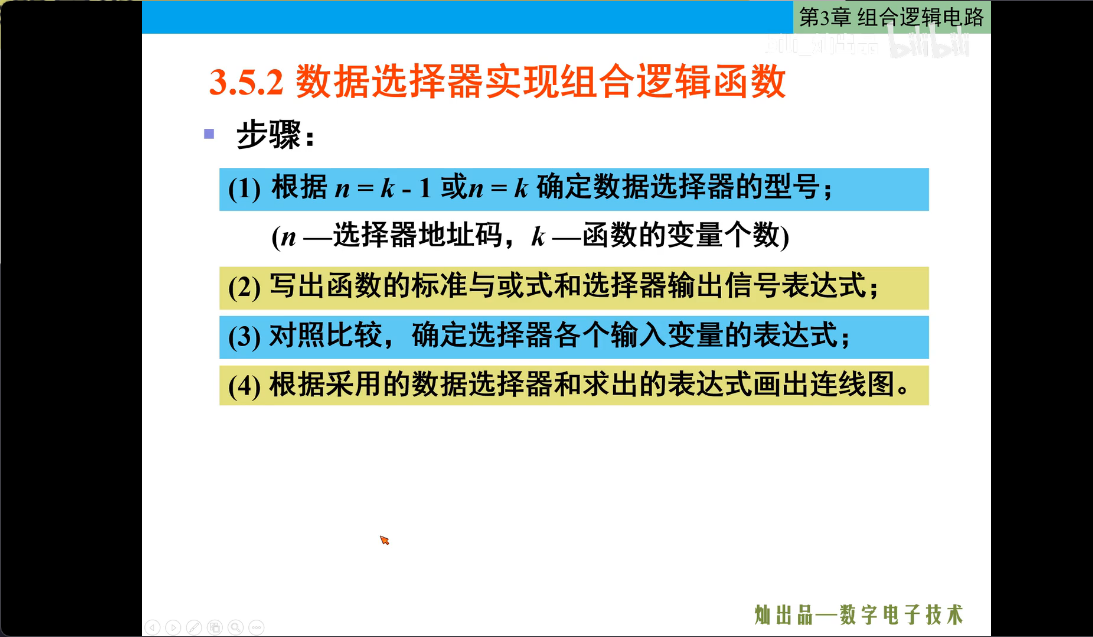 第3章 组合逻辑电路
bilibili
3.5.2 数据选择器实现组合逻辑函数
步骤：
(1) 根据 n = k - 1 或n = k 确定数据选择器的型号；
(n —选择器地址码，k —函数的变量个数)
(2) 写出函数的标准与或式和选择器输出信号表达式；
(3) 对照比较，确定选择器各个输入变量的表达式；
(4) 根据采用的数据选择器和求出的表达式画出连线图。
灿出品—数字电子技术